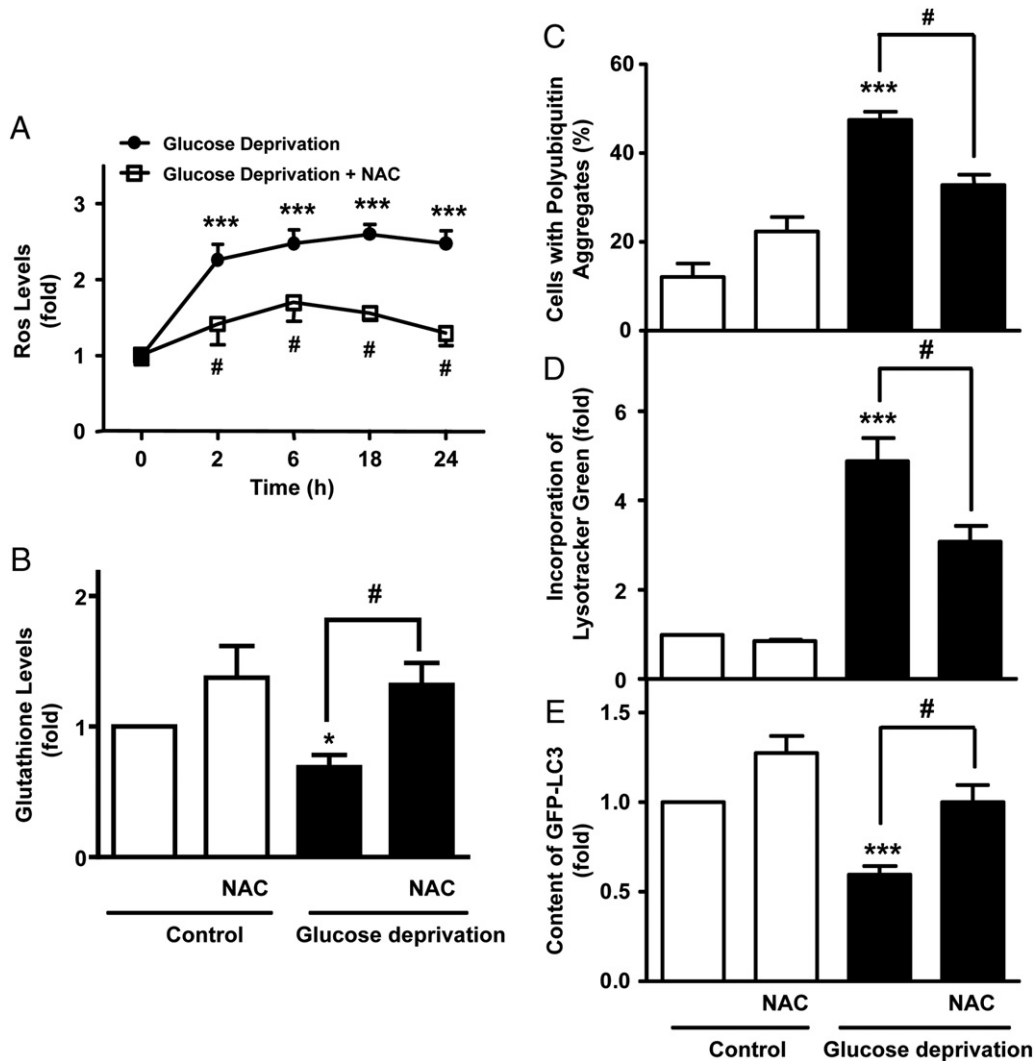 A
Glucose Deprivation
Glucose Deprivation + NAC
Ros Levels
(fold)
3
2
1
0
*** *** *** ***
# # # #
0 2 6 18 24
Time (h)
B
Glutathione Levels
(fold)
2
1
0
#
*
NAC NAC
Control Glucose deprivation
C
Cells with Polyubiquitin
Aggregates (%)
60
40
20
0
#
***
D
Incorporation of
Lysotracker Green (fold)
6
4
2
0
#
***
E
Content of GFP-LC3
(fold)
1.5
1.0
0.5
0.0
#
***
NAC NAC
Control Glucose deprivation